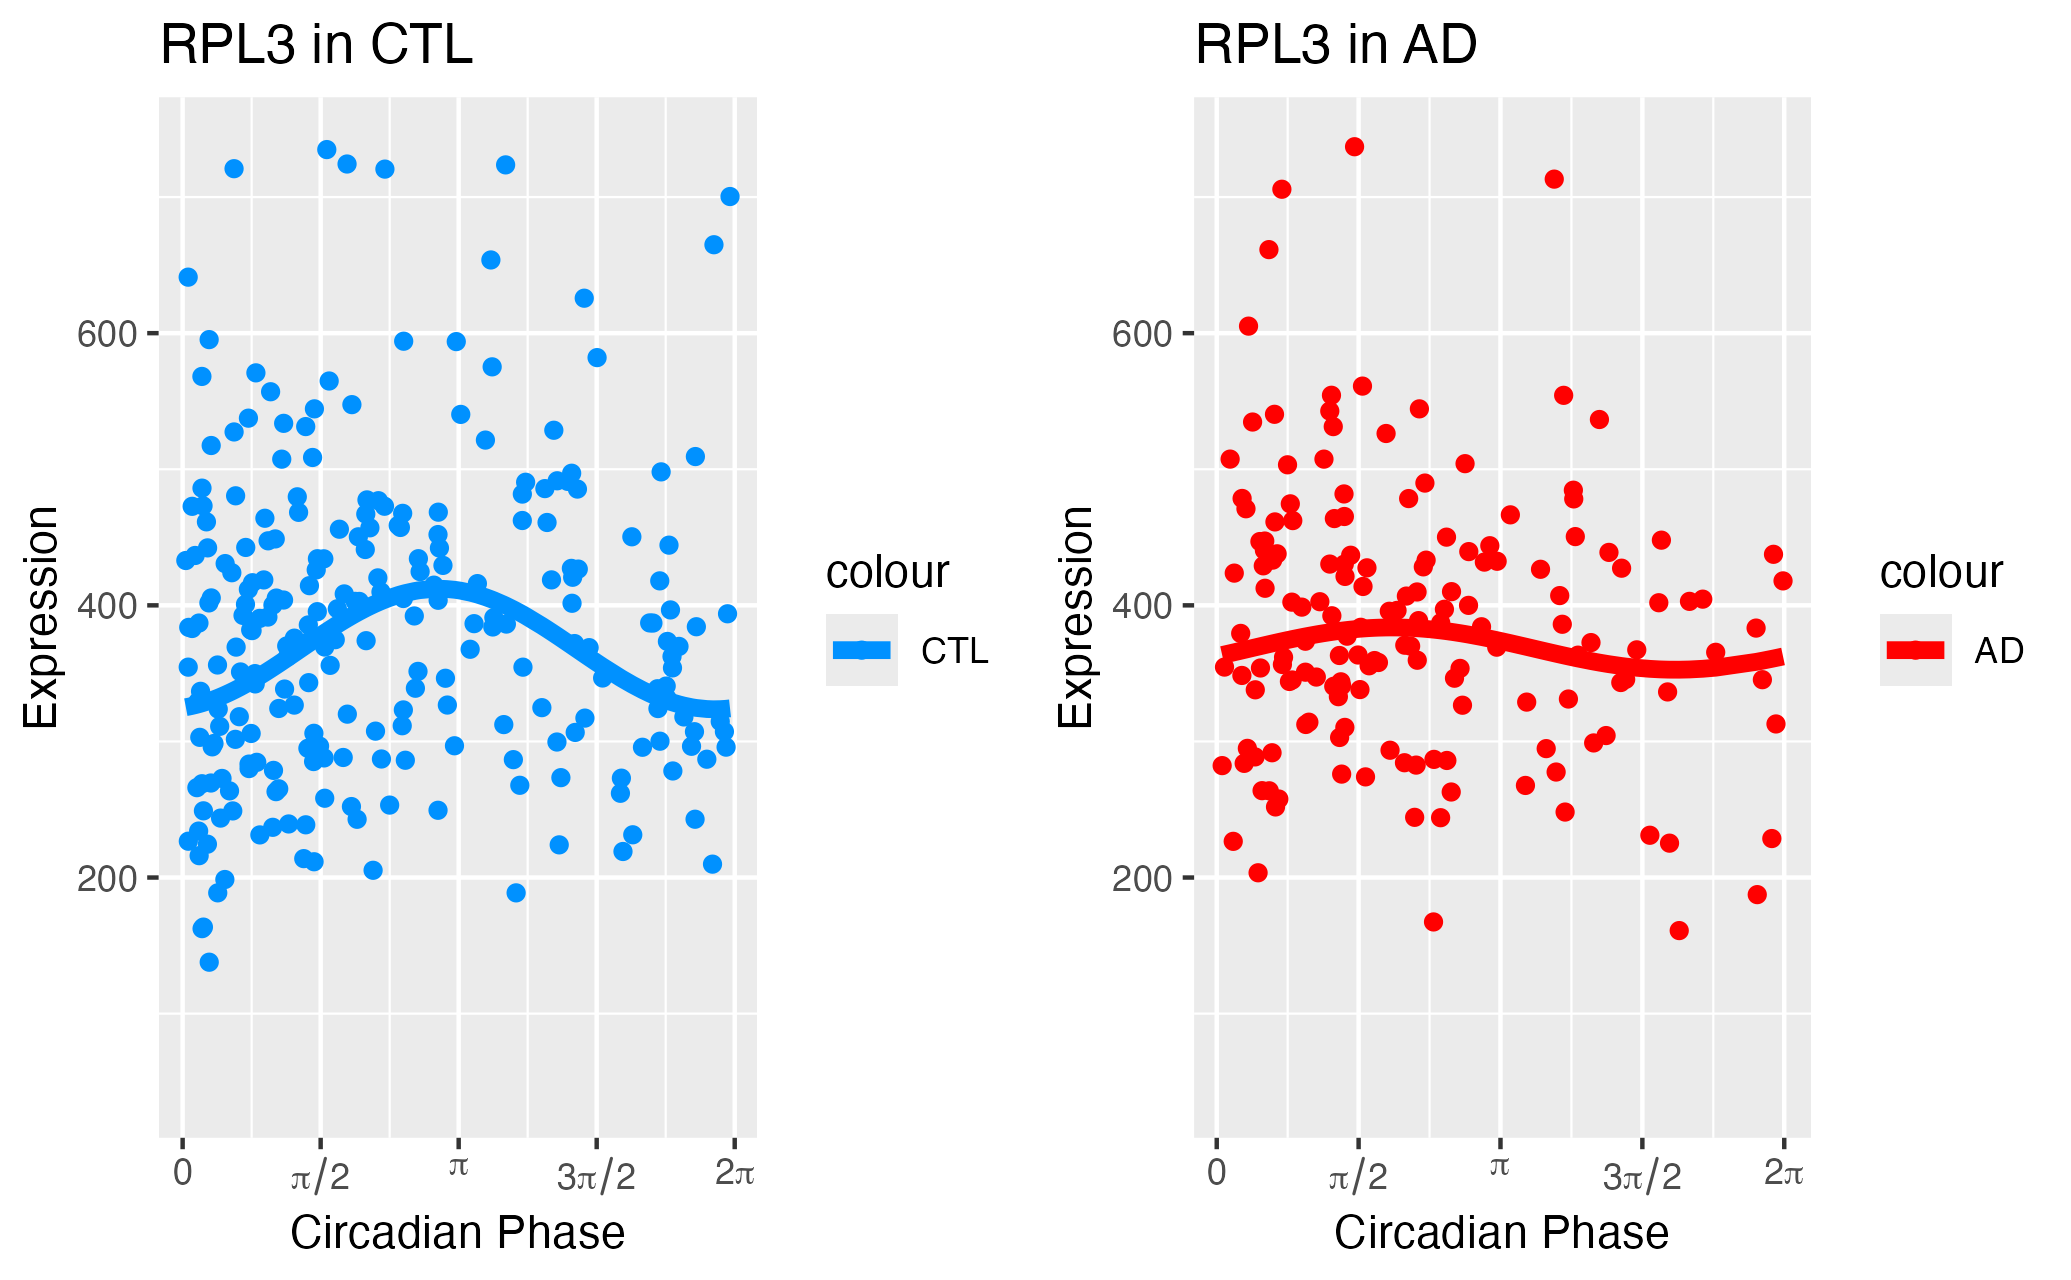 RPL3 in CTL
Expression
600
400
200
0 π/2 π 3π/2 2π
Circadian Phase
colour
CTL
RPL3 in AD
Expression
600
400
200
0 π/2 π 3π/2 2π
Circadian Phase
colour
AD